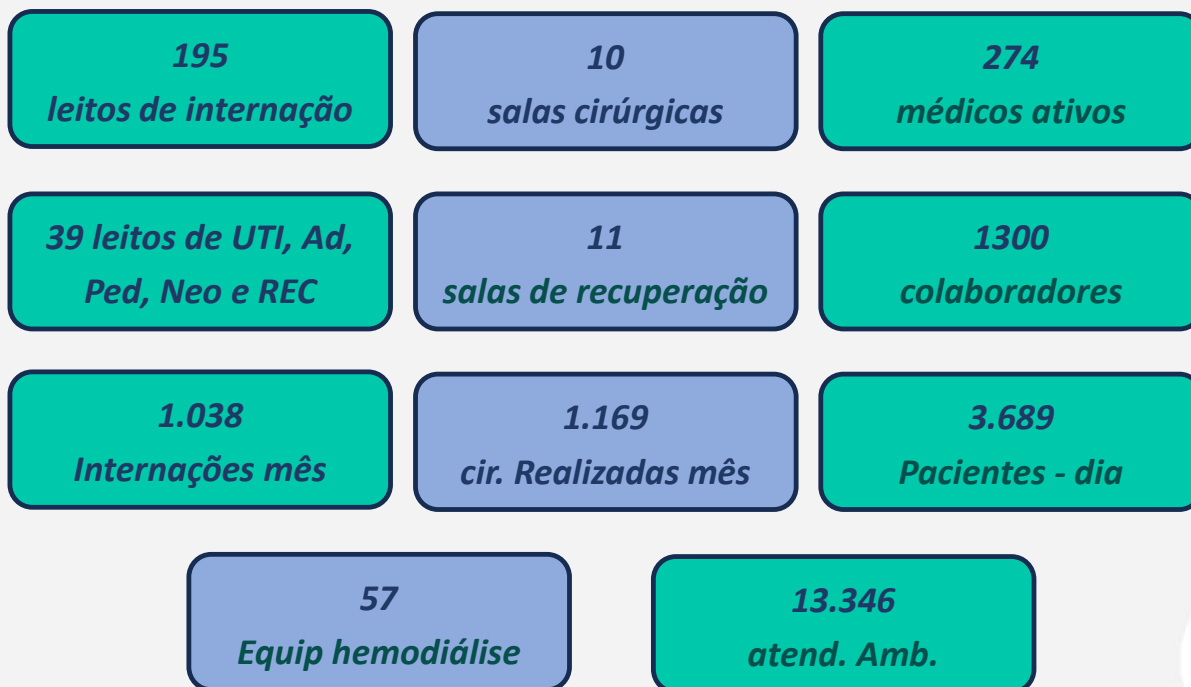 195
leitos de internação
10
salas cirúrgicas
274
médicos ativos
39 leitos de UTI, Ad,
Ped, Neo e REC
11
salas de recuperação
1300
colaboradores
1.038
Internações mês
1.169
cir. Realizadas mês
3.689
Pacientes - dia
57
Equip hemodiálise
13.346
atend. Amb.